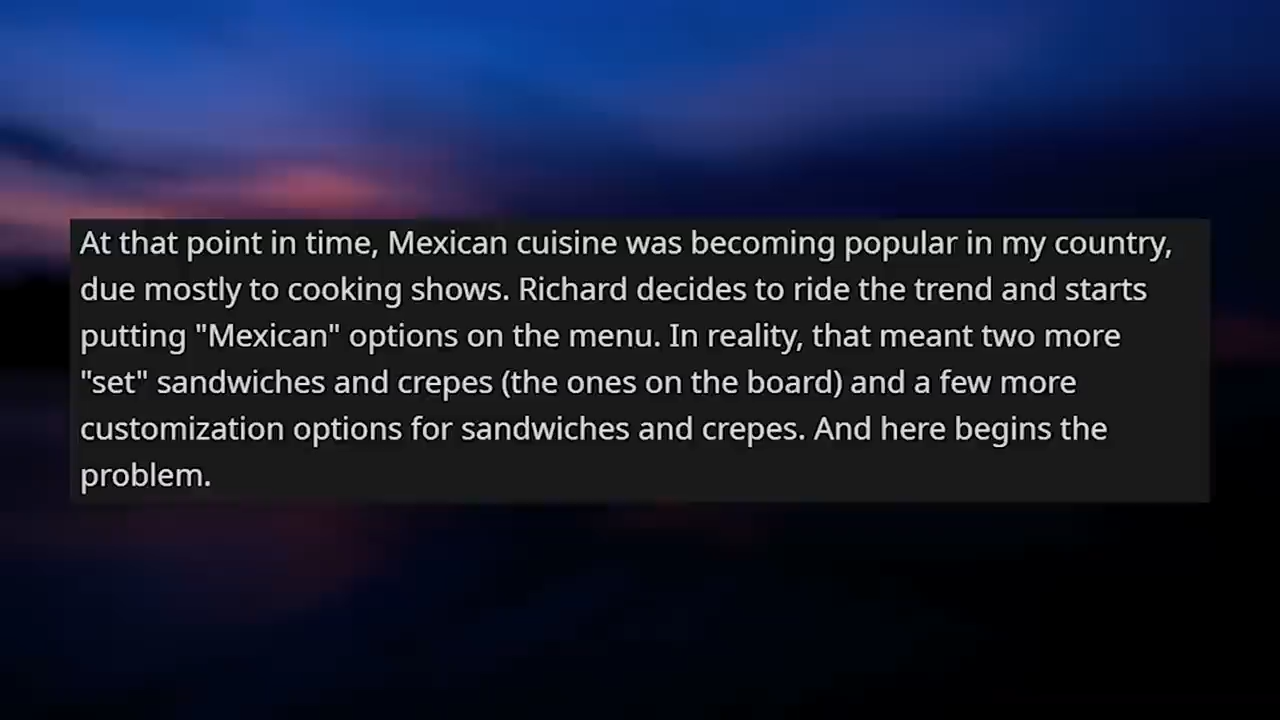 At that point in time, Mexican cuisine was becoming popular in my country,
due mostly to cooking shows. Richard decides to ride the trend and starts
putting "Mexican" options on the menu. In reality, that meant two more
"set" sandwiches and crepes (the ones on the board) and a few more
customization options for sandwiches and crepes. And here begins the
problem.